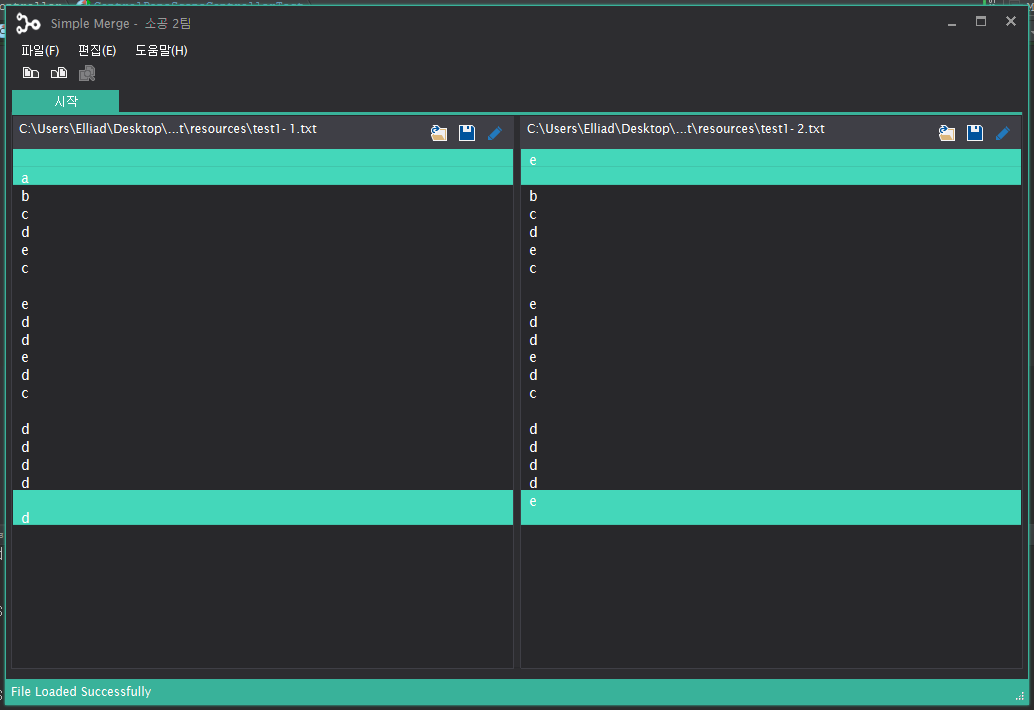 Simple Merge - 소공 2팀
파일(F) 편집(E) 도움말(H)
시작
C:\Users\Elliad\Desktop\...t\resources\test1-1.txt
a
b
c
d
e
c
e
d
d
e
d
c
d
d
d
d
d
C:\Users\Elliad\Desktop\...t\resources\test1-2.txt
e
b
c
d
e
c
e
d
d
e
d
c
d
d
d
d
e
File Loaded Successfully